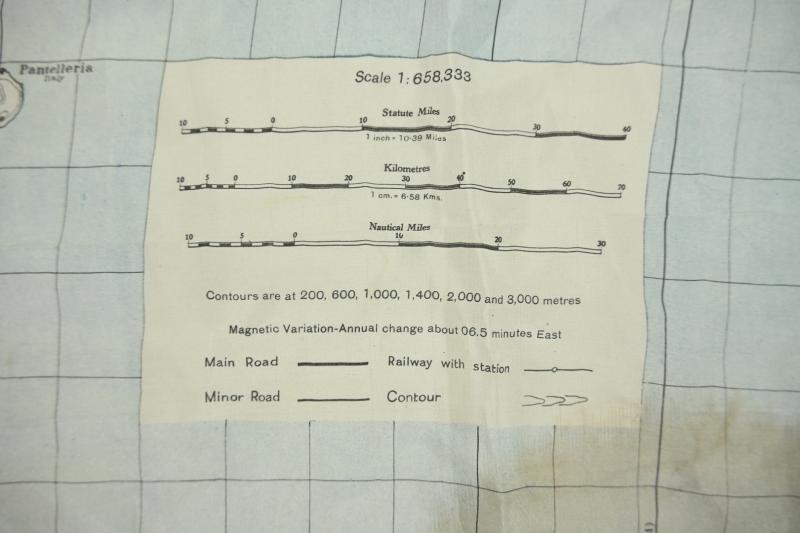 Pantelleria
Italy
Scale 1:658,333
Statute Miles
10 5 0 10 20 30 40
1 inch = 10·39 Miles
Kilometres
10 5 0 10 20 30 40 50 60 70
1 cm. = 6·58 Kms.
Nautical Miles
10 5 0 10 20 30
Contours are at 200, 600, 1,000, 1,400, 2,000 and 3,000 metres
Magnetic Variation-Annual change about 06.5 minutes East
Main Road Railway with station
Minor Road Contour